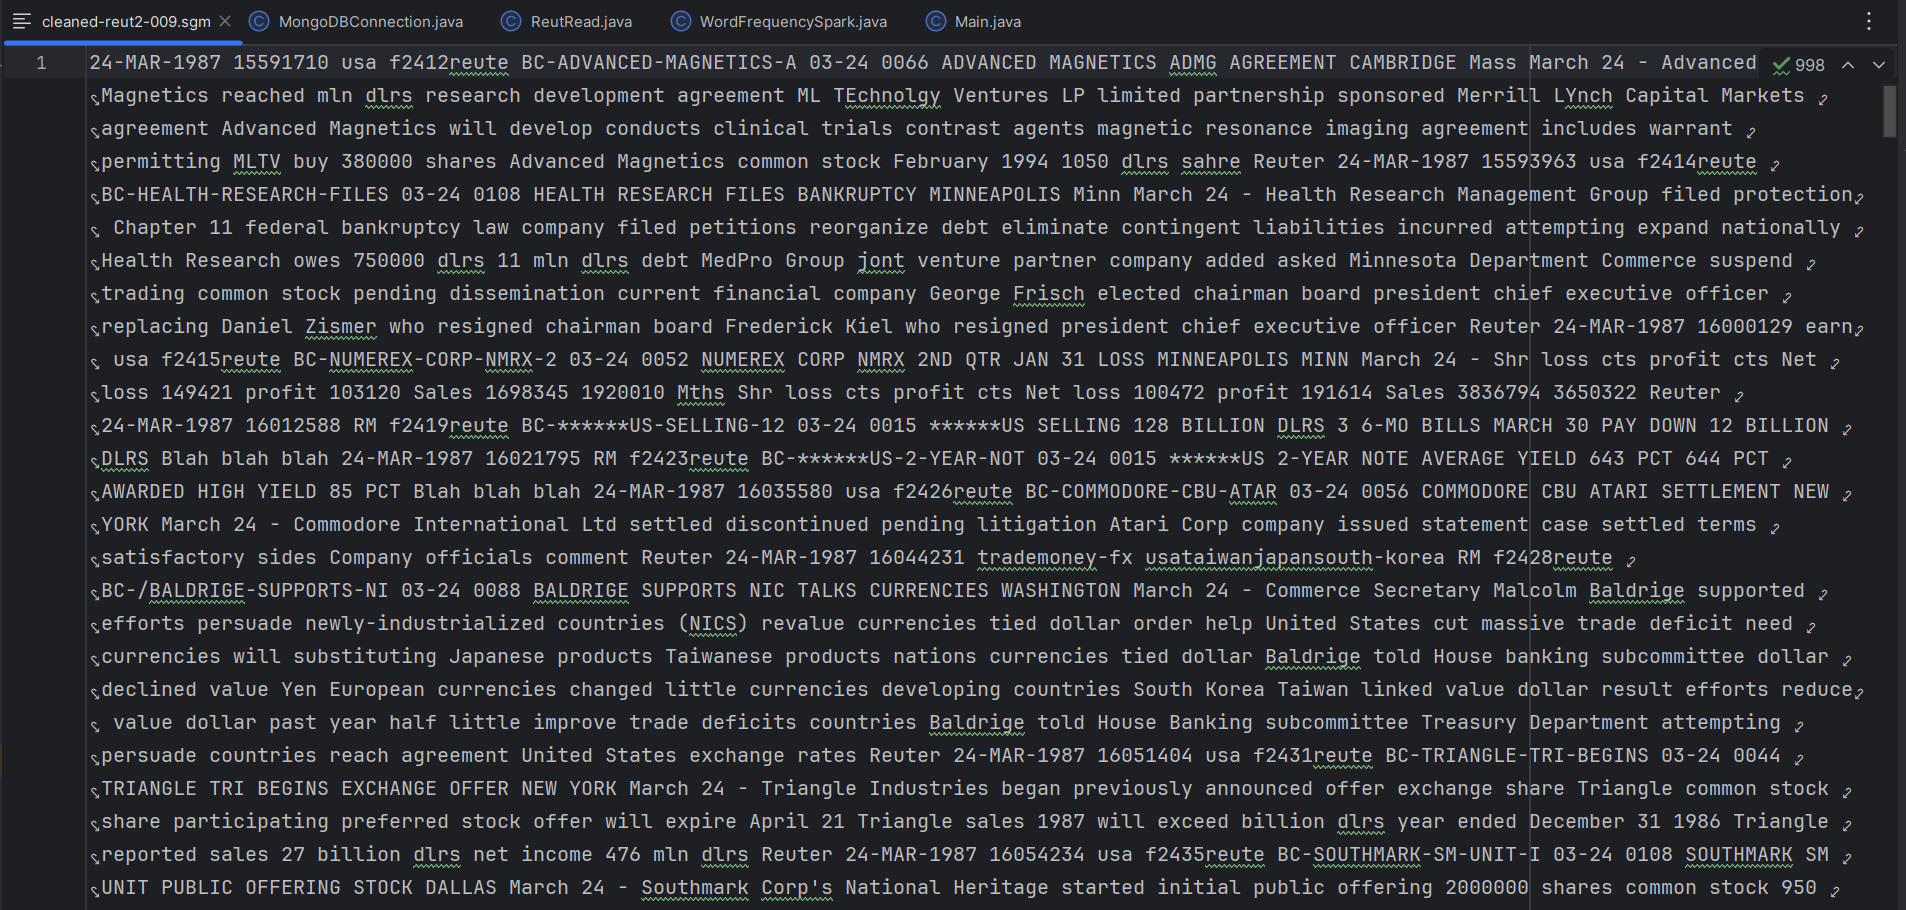 cleaned-reut2-009.sgm MongoDBConnection.java ReutRead.java WordFrequencySpark.java Main.java
1 24-MAR-1987 15591710 usa f2412reute BC-ADVANCED-MAGNETICS-A 03-24 0066 ADVANCED MAGNETICS ADMG AGREEMENT CAMBRIDGE Mass March 24 - Advanced 998
Magnetics reached mln dlrs research development agreement ML TEchnolgy Ventures LP limited partnership sponsored Merrill LYnch Capital Markets
agreement Advanced Magnetics will develop conducts clinical trials contrast agents magnetic resonance imaging agreement includes warrant
permitting MLTV buy 380000 shares Advanced Magnetics common stock February 1994 1050 dlrs sahre Reuter 24-MAR-1987 15593963 usa f2414reute
BC-HEALTH-RESEARCH-FILES 03-24 0108 HEALTH RESEARCH FILES BANKRUPTCY MINNEAPOLIS Minn March 24 - Health Research Management Group filed protection
Chapter 11 federal bankruptcy law company filed petitions reorganize debt eliminate contingent liabilities incurred attempting expand nationally
Health Research owes 750000 dlrs 11 mln dlrs debt MedPro Group jont venture partner company added asked Minnesota Department Commerce suspend
trading common stock pending dissemination current financial company George Frisch elected chairman board president chief executive officer
replacing Daniel Zismer who resigned chairman board Frederick Kiel who resigned president chief executive officer Reuter 24-MAR-1987 16000129 earn
usa f2415reute BC-NUMEREX-CORP-NMRX-2 03-24 0052 NUMEREX CORP NMRX 2ND QTR JAN 31 LOSS MINNEAPOLIS MINN March 24 - Shr loss cts profit cts Net
loss 149421 profit 103120 Sales 1698345 1920010 Mths Shr loss cts profit cts Net loss 100472 profit 191614 Sales 3836794 3650322 Reuter
24-MAR-1987 16012588 RM f2419reute BC-******US-SELLING-12 03-24 0015 ******US SELLING 128 BILLION DLRS 3 6-MO BILLS MARCH 30 PAY DOWN 12 BILLION
DLRS Blah blah blah 24-MAR-1987 16021795 RM f2423reute BC-******US-2-YEAR-NOT 03-24 0015 ******US 2-YEAR NOTE AVERAGE YIELD 643 PCT 644 PCT
AWARDED HIGH YIELD 85 PCT Blah blah blah 24-MAR-1987 16035580 usa f2426reute BC-COMMODORE-CBU-ATAR 03-24 0056 COMMODORE CBU ATARI SETTLEMENT NEW
YORK March 24 - Commodore International Ltd settled discontinued pending litigation Atari Corp company issued statement case settled terms
satisfactory sides Company officials comment Reuter 24-MAR-1987 16044231 trademoney-fx usataiwanjapansouth-korea RM f2428reute
BC-/BALDRIGE-SUPPORTS-NI 03-24 0088 BALDRIGE SUPPORTS NIC TALKS CURRENCIES WASHINGTON March 24 - Commerce Secretary Malcolm Baldrige supported
efforts persuade newly-industrialized countries (NICS) revalue currencies tied dollar order help United States cut massive trade deficit need
currencies will substituting Japanese products Taiwanese products nations currencies tied dollar Baldrige told House banking subcommittee dollar
declined value Yen European currencies changed little currencies developing countries South Korea Taiwan linked value dollar result efforts reduce
value dollar past year half little improve trade deficits countries Baldrige told House Banking subcommittee Treasury Department attempting
persuade countries reach agreement United States exchange rates Reuter 24-MAR-1987 16051404 usa f2431reute BC-TRIANGLE-TRI-BEGINS 03-24 0044
TRIANGLE TRI BEGINS EXCHANGE OFFER NEW YORK March 24 - Triangle Industries began previously announced offer exchange share Triangle common stock
share participating preferred stock offer will expire April 21 Triangle sales 1987 will exceed billion dlrs year ended December 31 1986 Triangle
reported sales 27 billion dlrs net income 476 mln dlrs Reuter 24-MAR-1987 16054234 usa f2435reute BC-SOUTHMARK-SM-UNIT-I 03-24 0108 SOUTHMARK SM
UNIT PUBLIC OFFERING STOCK DALLAS March 24 - Southmark Corp's National Heritage started initial public offering 2000000 shares common stock 950